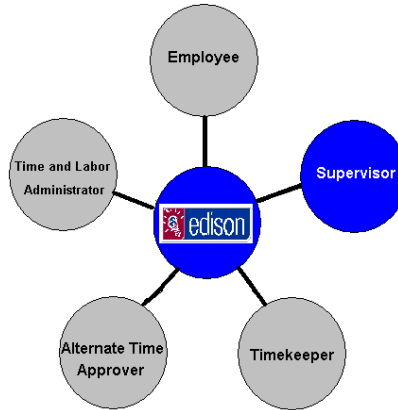 Employee
Supervisor
Time and Labor
Administrator
edison
Alternate Time
Approver
Timekeeper